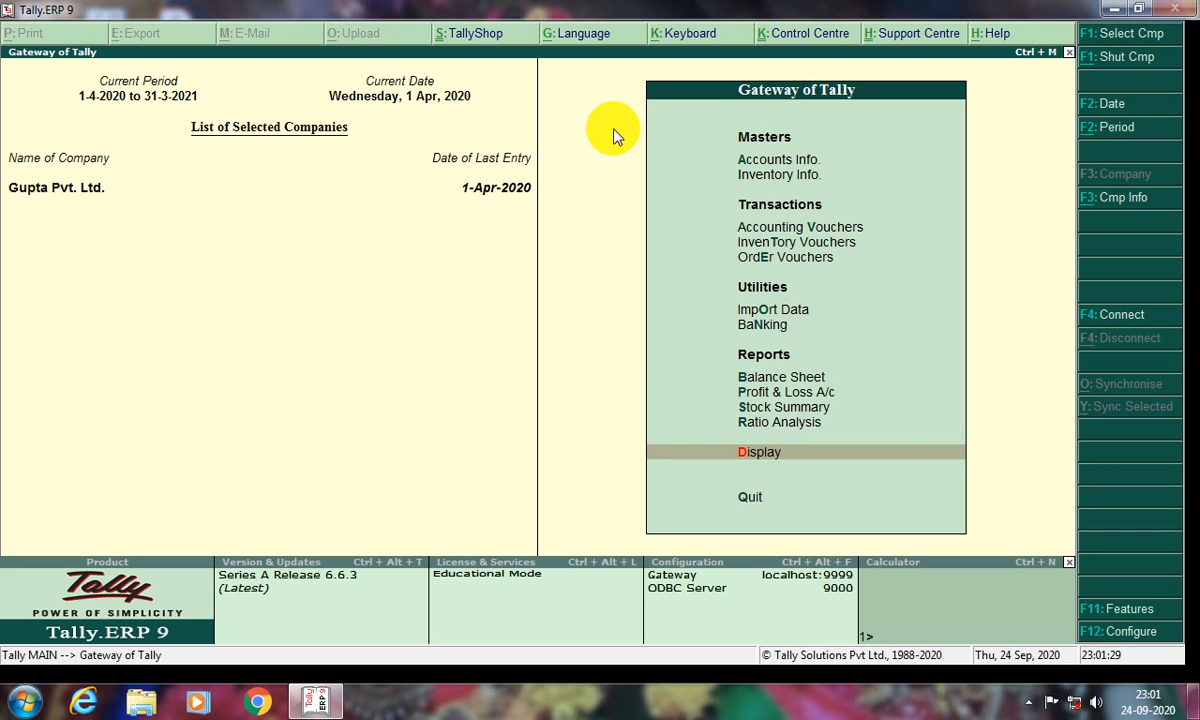 Tally.ERP 9
P: Print
E: Export
M: E-Mail
O: Upload
S: TallyShop
G: Language
K: Keyboard
K: Control Centre
H: Support Centre
H: Help
Gateway of Tally
Ctrl + M
Current Period
1-4-2020 to 31-3-2021
Current Date
Wednesday, 1 Apr, 2020
List of Selected Companies
Name of Company
Date of Last Entry
Gupta Pvt. Ltd.
1-Apr-2020
Gateway of Tally
Masters
Accounts Info.
Inventory Info.
Transactions
Accounting Vouchers
InvenTory Vouchers
OrdEr Vouchers
Utilities
ImpOrt Data
BaNking
Reports
Balance Sheet
Profit & Loss A/c
Stock Summary
Ratio Analysis
Display
Quit
F1: Select Cmp
F1: Shut Cmp
F2: Date
F2: Period
F3: Company
F3: Cmp Info
F4: Connect
F4: Disconnect
O: Synchronise
Y: Sync Selected
F11: Features
F12: Configure
Product
Tally
POWER OF SIMPLICITY
Tally.ERP 9
Version & Updates Ctrl + Alt + T
Series A Release 6.6.3
(Latest)
License & Services Ctrl + Alt + L
Educational Mode
Configuration Ctrl + Alt + F
Gateway localhost:9999
ODBC Server 9000
Calculator Ctrl + N
1>
Tally MAIN --> Gateway of Tally
© Tally Solutions Pvt Ltd., 1988-2020
Thu, 24 Sep, 2020
23:01:29
Tally
ERP 9
23:01
24-09-2020